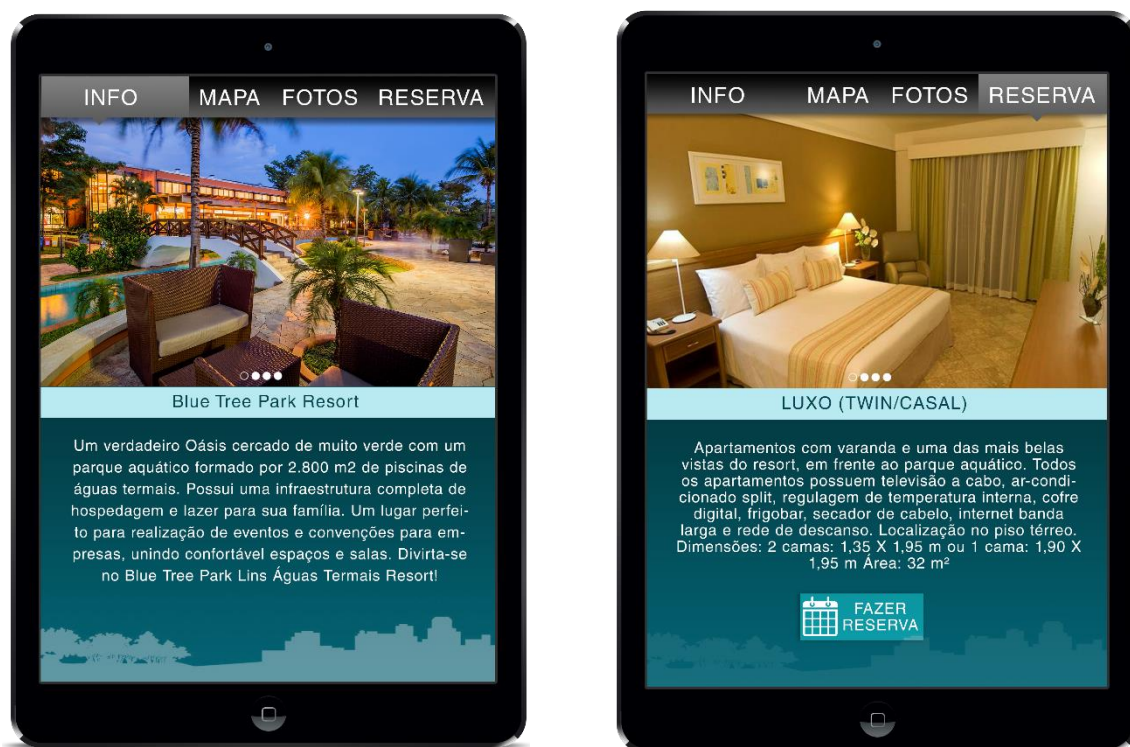 INFO MAPA FOTOS RESERVA
Blue Tree Park Resort
Um verdadeiro Oásis cercado de muito verde com um
parque aquático formado por 2.800 m2 de piscinas de
águas termais. Possui uma infraestrutura completa de
hospedagem e lazer para sua família. Um lugar perfei-
to para realização de eventos e convenções para em-
presas, unindo confortável espaços e salas. Divirta-se
no Blue Tree Park Lins Águas Termais Resort!
INFO MAPA FOTOS RESERVA
LUXO (TWIN/CASAL)
Apartamentos com varanda e uma das mais belas
vistas do resort, em frente ao parque aquático. Todos
os apartamentos possuem televisão a cabo, ar-condi-
cionado split, regulagem de temperatura interna, cofre
digital, frigobar, secador de cabelo, internet banda
larga e rede de descanso. Localização no piso térreo.
Dimensões: 2 camas: 1,35 X 1,95 m ou 1 cama: 1,90 X
1,95 m Área: 32 m²
FAZER
RESERVA